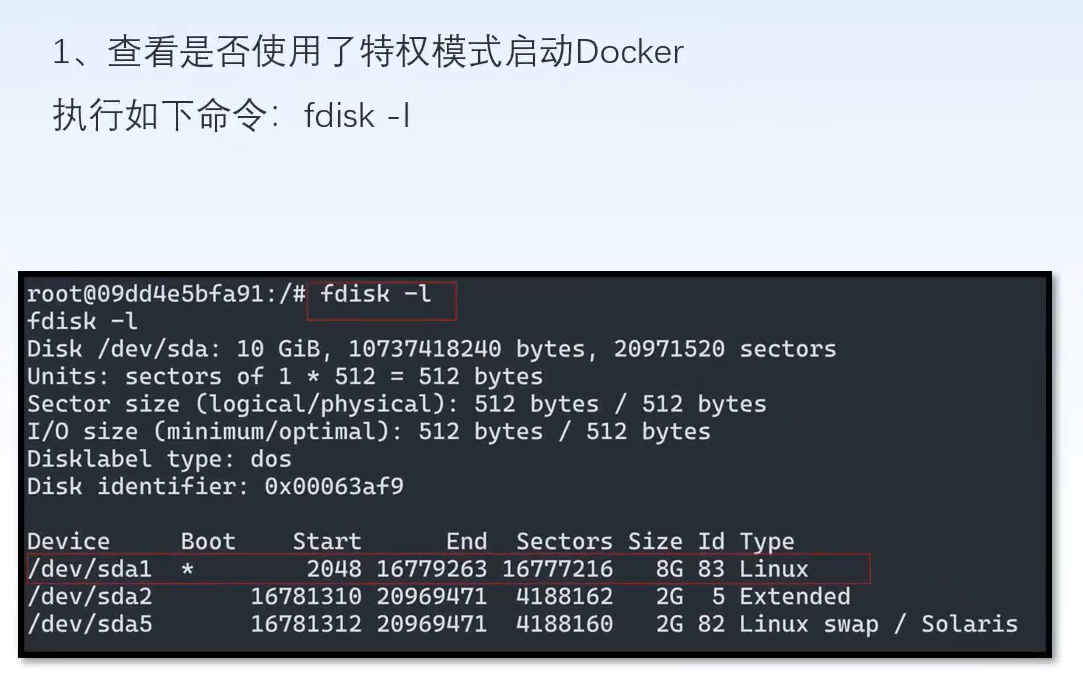 1、查看是否使用了特权模式启动Docker
执行如下命令：fdisk -l
root@09dd4e5bfa91:/# fdisk -l
fdisk -l
Disk /dev/sda: 10 GiB, 10737418240 bytes, 20971520 sectors
Units: sectors of 1 * 512 = 512 bytes
Sector size (logical/physical): 512 bytes / 512 bytes
I/O size (minimum/optimal): 512 bytes / 512 bytes
Disklabel type: dos
Disk identifier: 0x00063af9
Device     Boot    Start      End  Sectors Size Id Type
/dev/sda1  *        2048 16779263 16777216   8G 83 Linux
/dev/sda2       16781310 20969471  4188162   2G  5 Extended
/dev/sda5       16781312 20969471  4188160   2G 82 Linux swap / Solaris